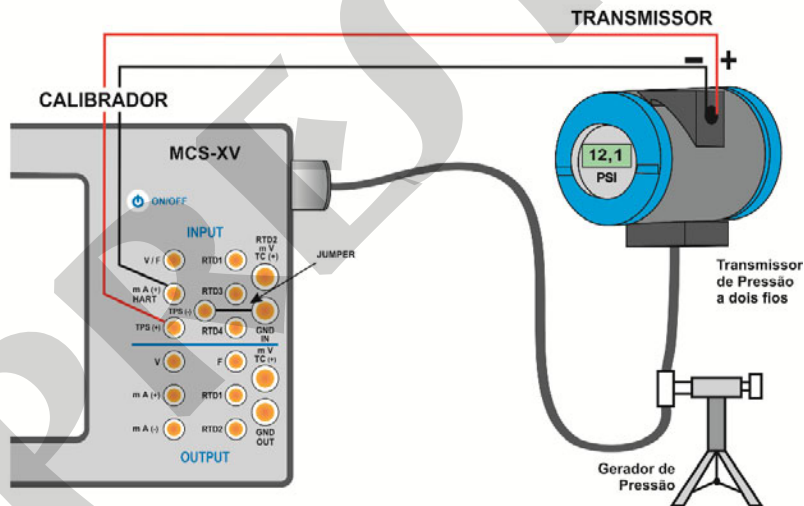 TRANSMISSOR
- +
CALIBRADOR
MCS-XV
12,1
PSI
ON/OFF
INPUT
RTD2
m V
TC (+)
V / F
RTD1
JUMPER
m A (+)
HART
RTD3
TPS (-)
TPS (+)
RTD4
GND
IN
Transmissor
de Pressão
a dois fios
V
F
m V
TC (+)
m A (+)
RTD1
m A (-)
RTD2
GND
OUT
OUTPUT
Gerador de
Pressão